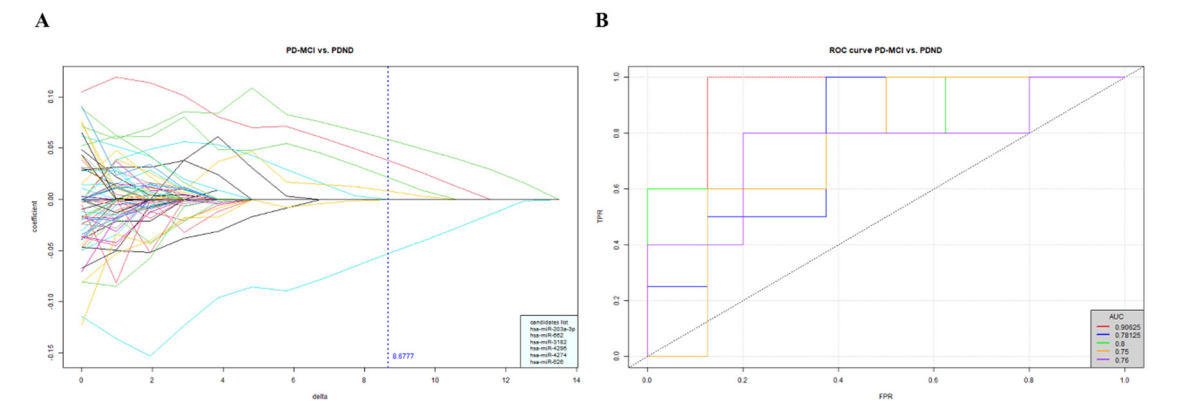 A
B
PD-MCI vs. PDND
ROC curve PD-MCI vs. PDND
coefficient
0.10
0.05
0.00
-0.05
-0.10
-0.15
0
2
4
6
8
10
12
14
delta
8.6777
candidates list
hsa-miR-203a-3p
hsa-miR-662
hsa-miR-3182
hsa-miR-4295
hsa-miR-4274
hsa-miR-626
TPR
1.0
0.8
0.6
0.4
0.2
0.0
0.0
0.2
0.4
0.6
0.8
1.0
FPR
AUC
0.90625
0.78125
0.8
0.75
0.76